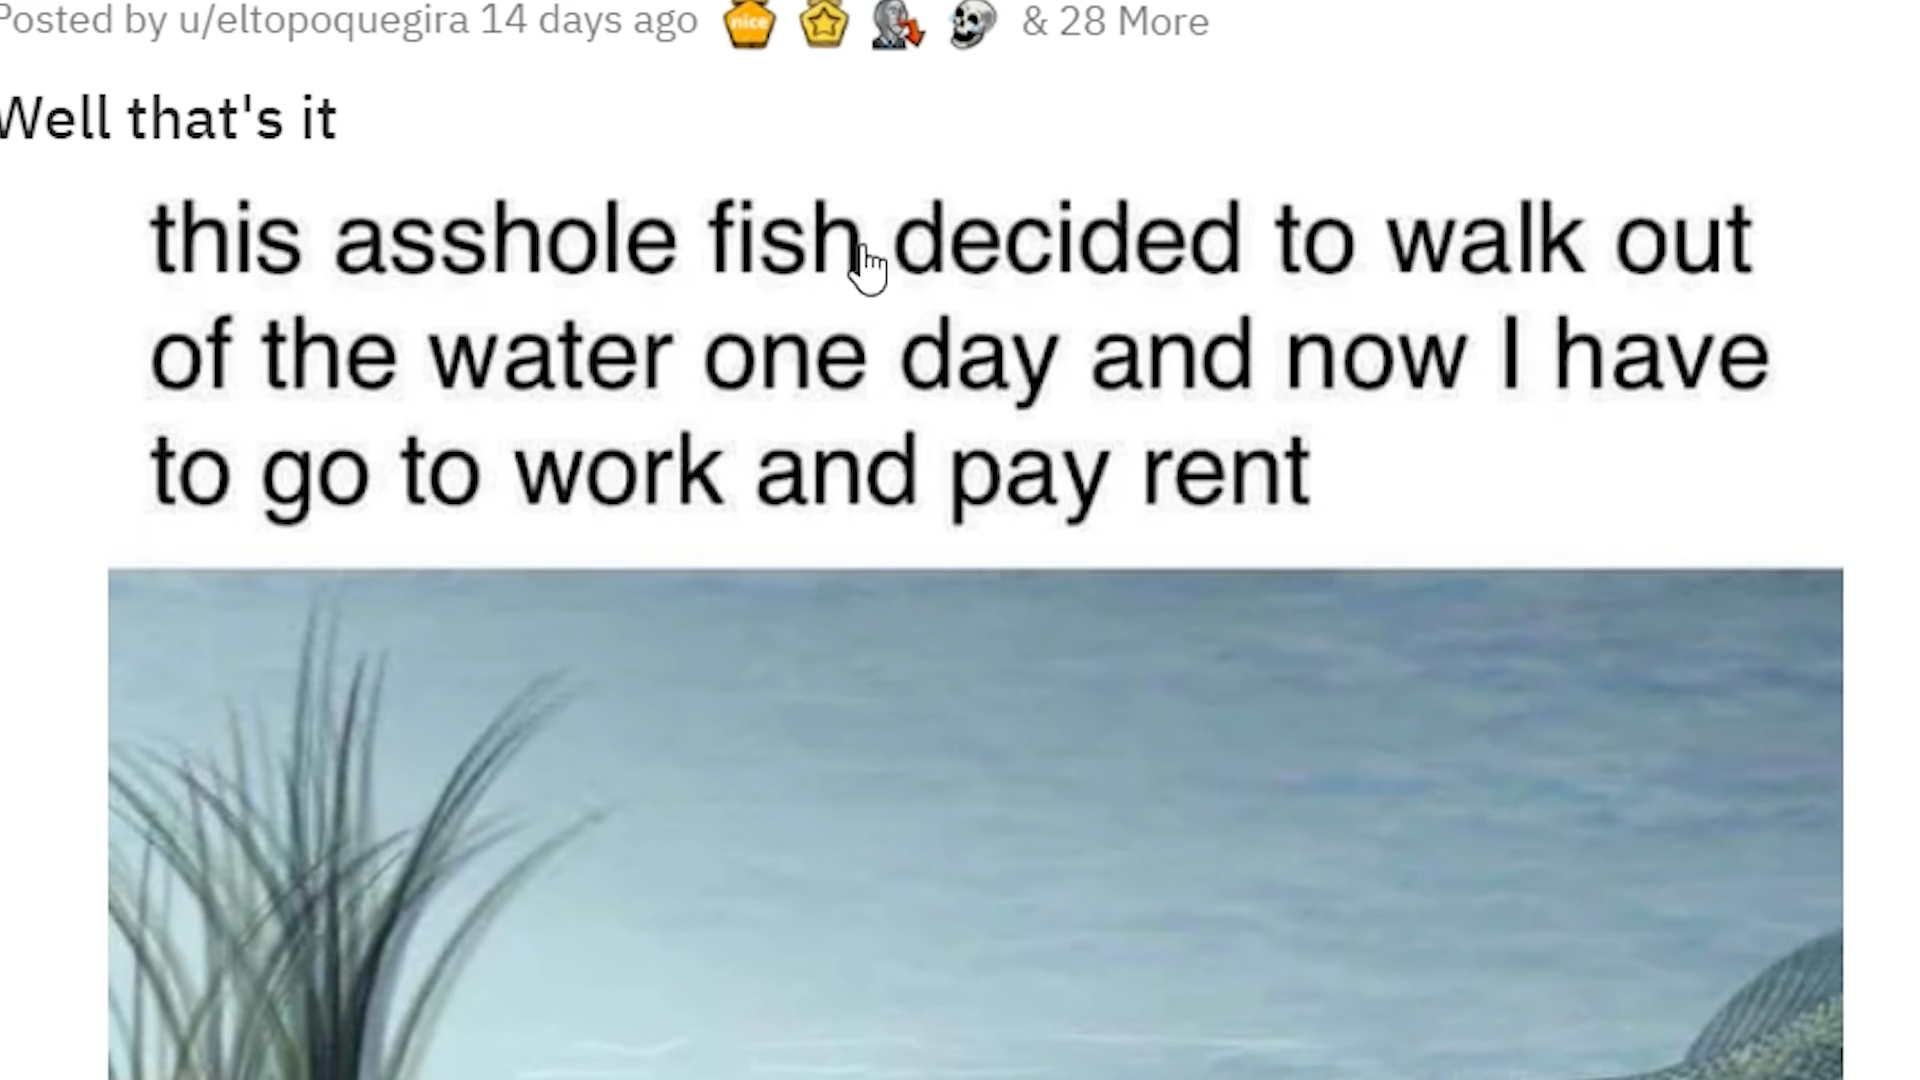 Posted by u/eltopoquegira 14 days ago nice & 28 More
Well that's it
this asshole fish decided to walk out
of the water one day and now I have
to go to work and pay rent